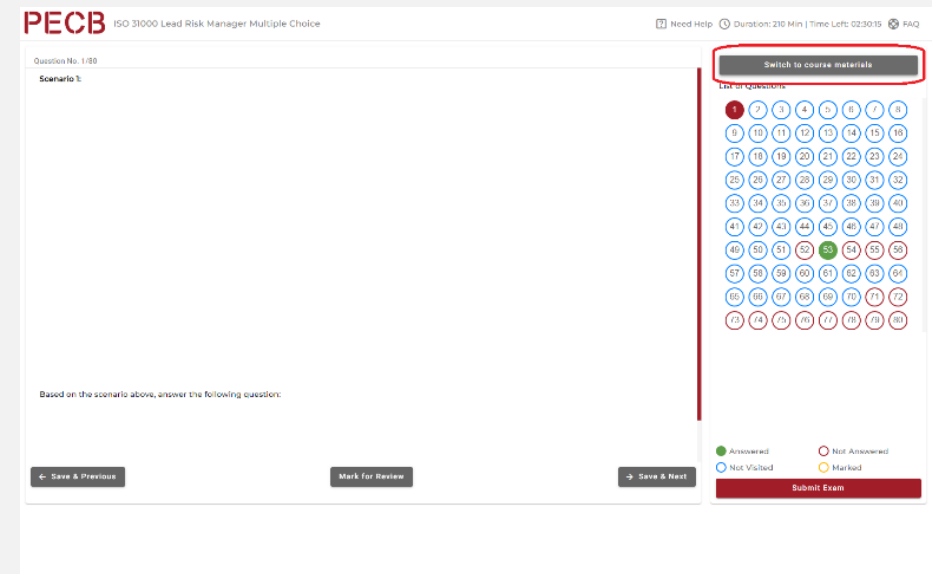 PECB ISO 31000 Lead Risk Manager Multiple Choice
Need Help Duration: 210 Min | Time Left: 02:30:15 FAQ
Question No. 1/80
Scenario 1:
Based on the scenario above, answer the following question:
← Save & Previous
Mark for Review
→ Save & Next
Switch to course materials
List of Questions
1 2 3 4 5 6 7 8
9 10 11 12 13 14 15 16
17 18 19 20 21 22 23 24
25 26 27 28 29 30 31 32
33 34 35 36 37 38 39 40
41 42 43 44 45 46 47 48
49 50 51 52 53 54 55 56
57 58 59 60 61 62 63 64
65 66 67 68 69 70 71 72
73 74 75 76 77 78 79 80
Answered Not Answered
Not Visited Marked
Submit Exam